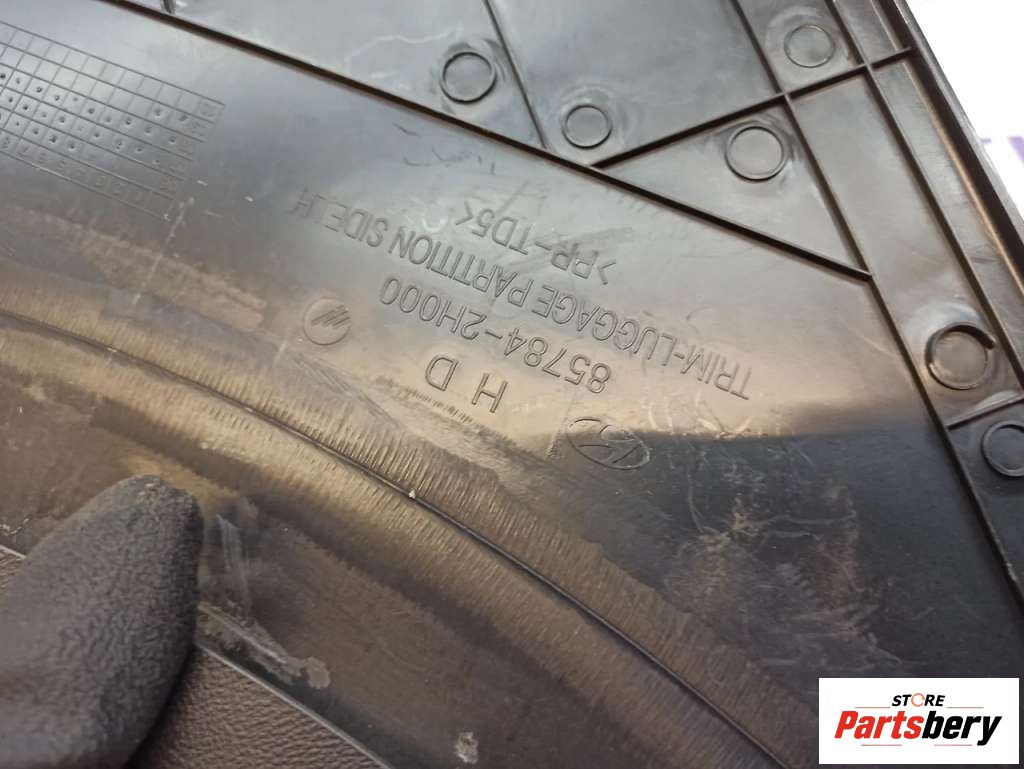 H D
85784-2H000
TRIM-LUGGAGE PARTITION SIDE LH
>PP-TD5<
STORE
Partsbery